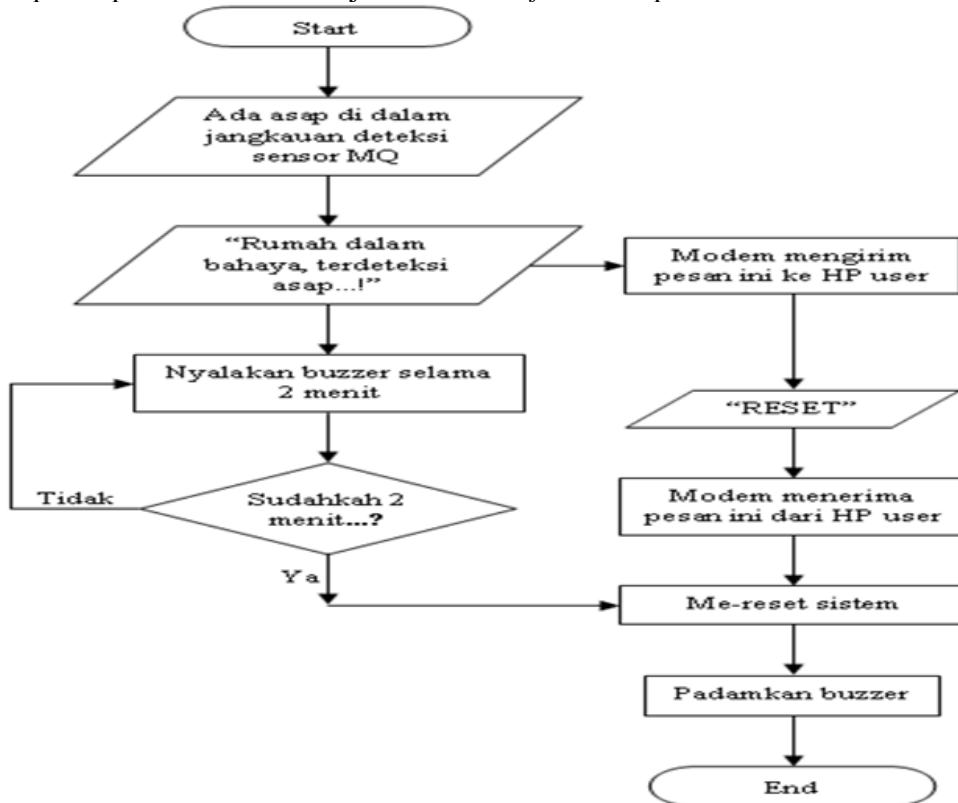 Start
Ada asap di dalam
jangkauan deteksi
sensor MQ
“Rumah dalam
bahaya, terdeteksi
asap...!”
Modem mengirim
pesan ini ke HP user
Nyalakan buzzer selama
2 menit
“RESET”
Tidak
Sudahkah 2
menit...?
Modem menerima
pesan ini dari HP user
Ya
Me-reset sistem
Padamkan buzzer
End